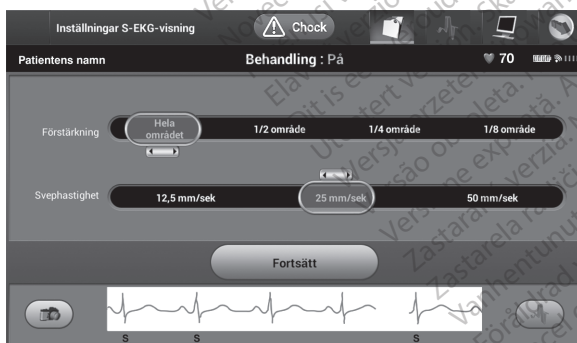 Inställningar S-EKG-visning
Chock
Patientens namn
Behandling : På
70
Förstärkning
Hela området
1/2 område
1/4 område
1/8 område
Svephastighet
12,5 mm/sek
25 mm/sek
50 mm/sek
Fortsätt
S S S